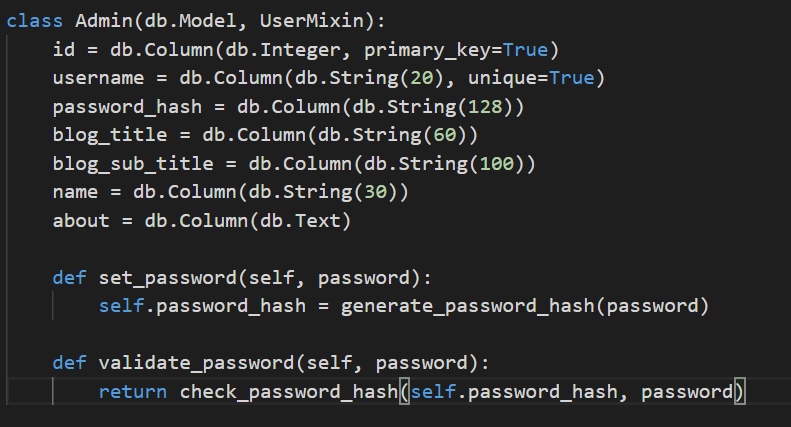 class Admin(db.Model, UserMixin):
    id = db.Column(db.Integer, primary_key=True)
    username = db.Column(db.String(20), unique=True)
    password_hash = db.Column(db.String(128))
    blog_title = db.Column(db.String(60))
    blog_sub_title = db.Column(db.String(100))
    name = db.Column(db.String(30))
    about = db.Column(db.Text)

    def set_password(self, password):
        self.password_hash = generate_password_hash(password)

    def validate_password(self, password):
        return check_password_hash(self.password_hash, password)